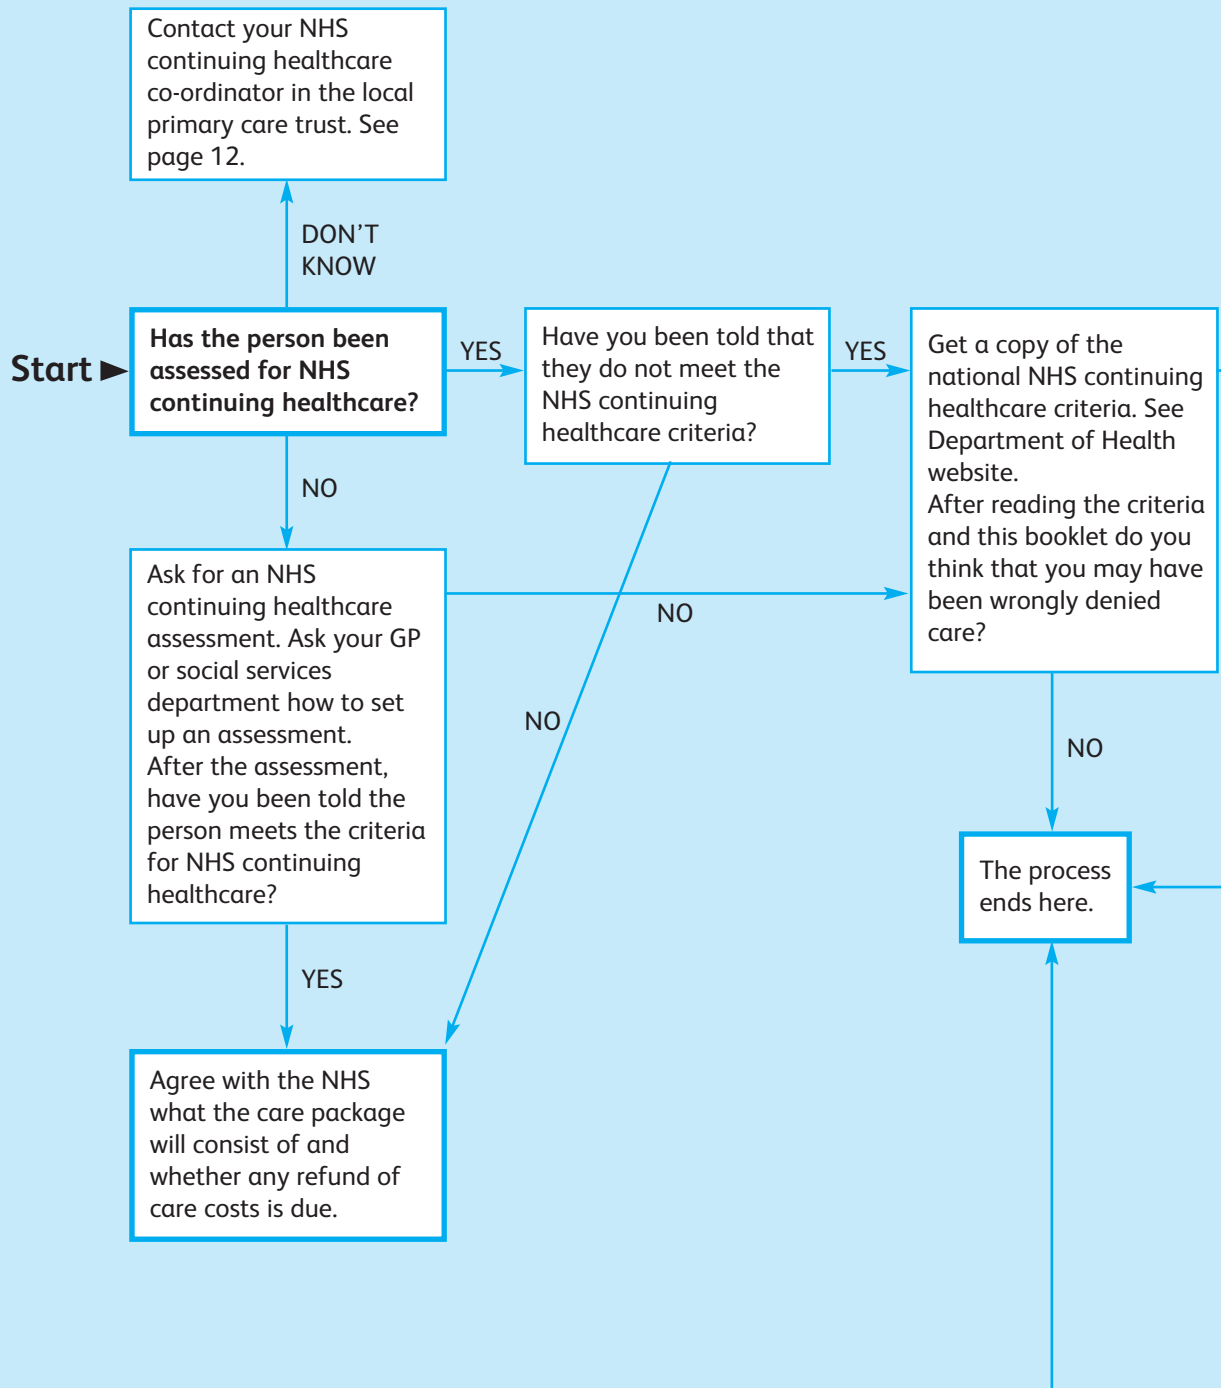 Contact your NHS
continuing healthcare
co-ordinator in the local
primary care trust. See
page 12.
DON’T
KNOW
Start
Has the person been
assessed for NHS
continuing healthcare?
YES
Have you been told that
they do not meet the
NHS continuing
healthcare criteria?
YES
Get a copy of the
national NHS continuing
healthcare criteria. See
Department of Health
website.
After reading the criteria
and this booklet do you
think that you may have
been wrongly denied
care?
NO
Ask for an NHS
continuing healthcare
assessment. Ask your GP
or social services
department how to set
up an assessment.
After the assessment,
have you been told the
person meets the criteria
for NHS continuing
healthcare?
NO
NO
NO
The process
ends here.
YES
Agree with the NHS
what the care package
will consist of and
whether any refund of
care costs is due.